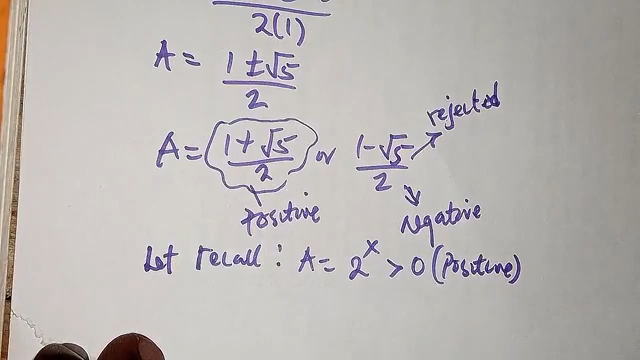 2(1)
A = 1 ± √5 / 2
rejected
A = 1 + √5 / 2 or 1 - √5 / 2
Positive
Negative
Let recall : A = 2^x > 0 (Positive)